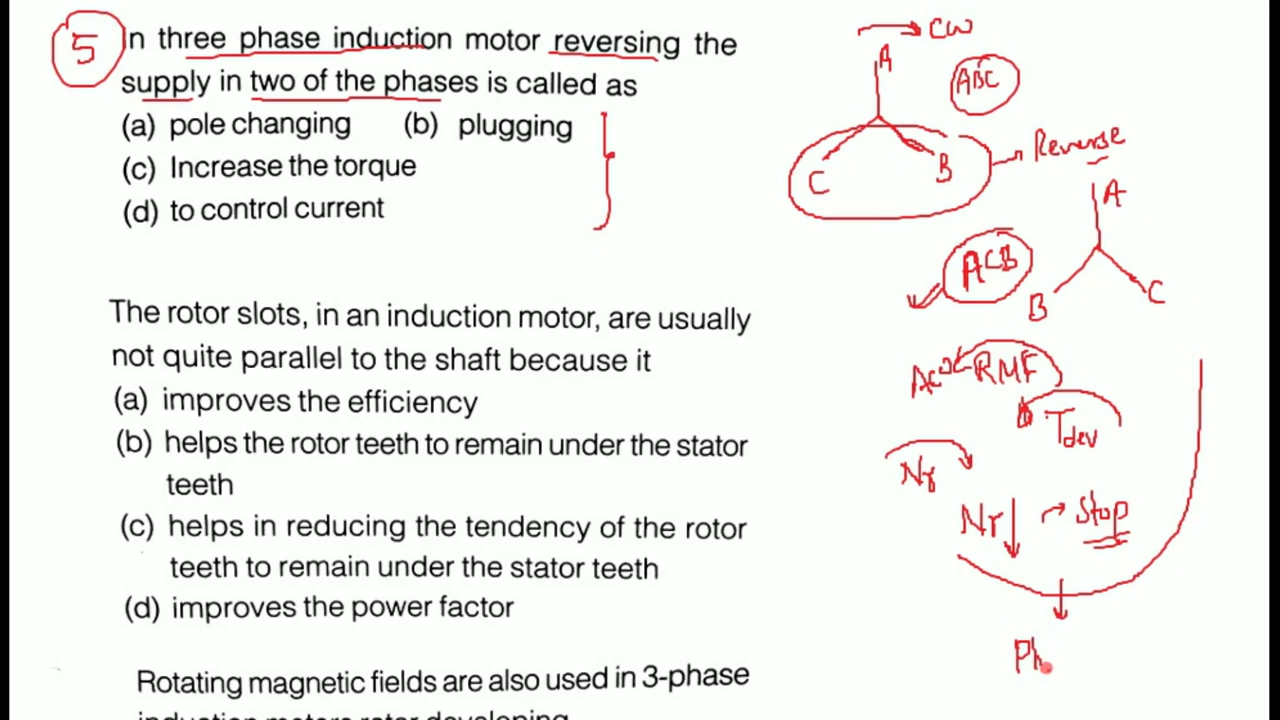 5
In three phase induction motor reversing the
supply in two of the phases is called as
(a) pole changing (b) plugging
(c) Increase the torque
(d) to control current
The rotor slots, in an induction motor, are usually
not quite parallel to the shaft because it
(a) improves the efficiency
(b) helps the rotor teeth to remain under the stator
teeth
(c) helps in reducing the tendency of the rotor
teeth to remain under the stator teeth
(d) improves the power factor
Rotating magnetic fields are also used in 3-phase
induction motors rotor developing
CW
A
ABC
C B
Reverse
A
ACB
B C
RMF
Tdev
Nr
Nr Stop